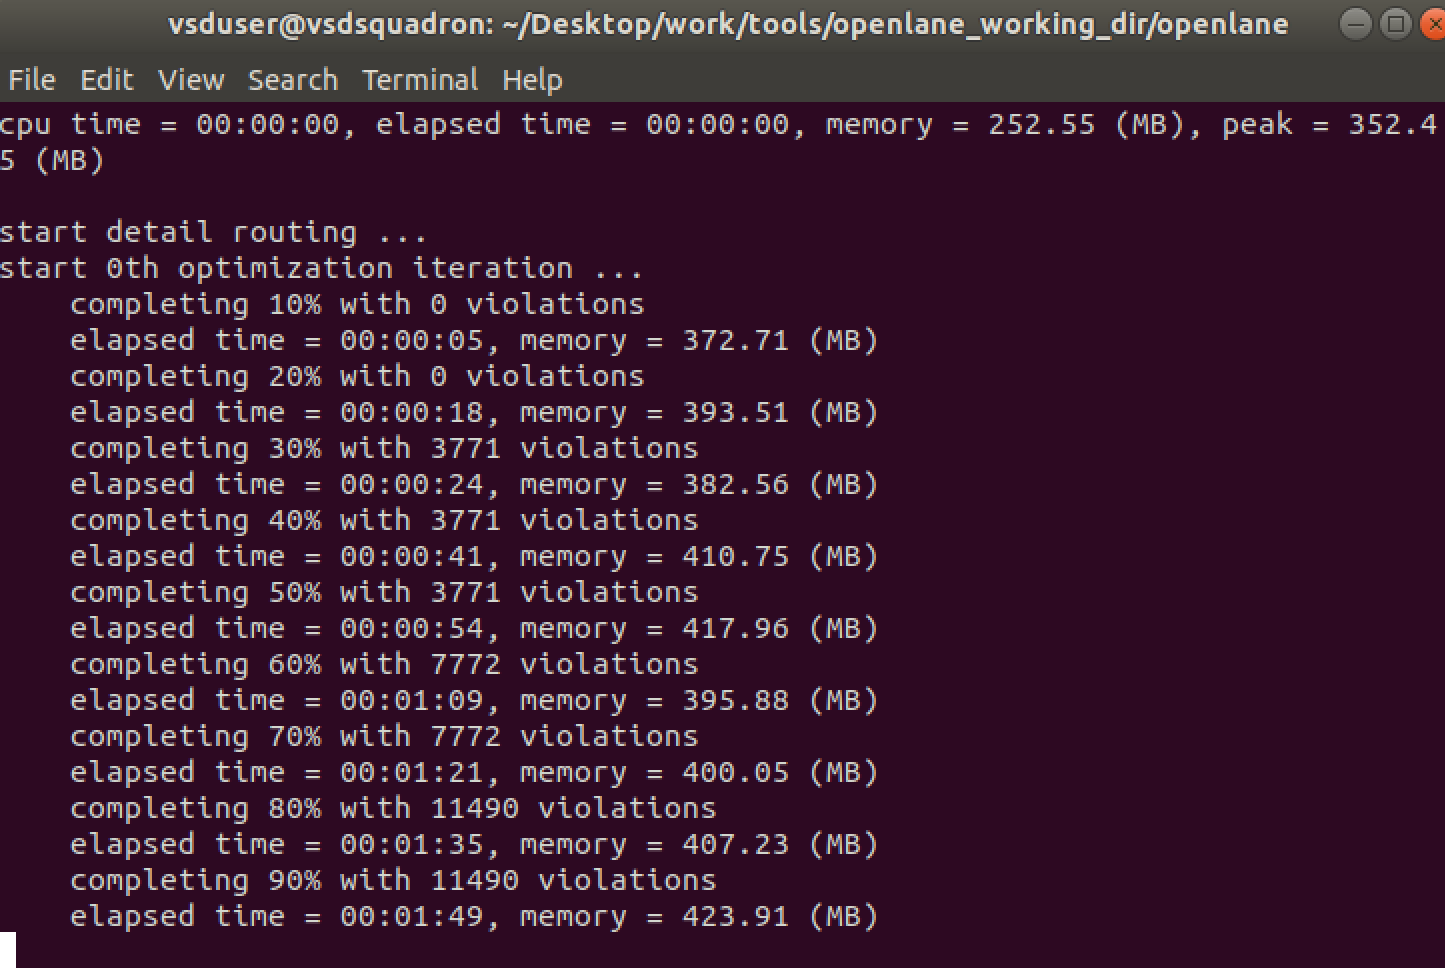 vsduser@vsdsquadron: ~/Desktop/work/tools/openlane_working_dir/openlane
File Edit View Search Terminal Help
cpu time = 00:00:00, elapsed time = 00:00:00, memory = 252.55 (MB), peak = 352.4
5 (MB)
start detail routing ...
start 0th optimization iteration ...
completing 10% with 0 violations
elapsed time = 00:00:05, memory = 372.71 (MB)
completing 20% with 0 violations
elapsed time = 00:00:18, memory = 393.51 (MB)
completing 30% with 3771 violations
elapsed time = 00:00:24, memory = 382.56 (MB)
completing 40% with 3771 violations
elapsed time = 00:00:41, memory = 410.75 (MB)
completing 50% with 3771 violations
elapsed time = 00:00:54, memory = 417.96 (MB)
completing 60% with 7772 violations
elapsed time = 00:01:09, memory = 395.88 (MB)
completing 70% with 7772 violations
elapsed time = 00:01:21, memory = 400.05 (MB)
completing 80% with 11490 violations
elapsed time = 00:01:35, memory = 407.23 (MB)
completing 90% with 11490 violations
elapsed time = 00:01:49, memory = 423.91 (MB)